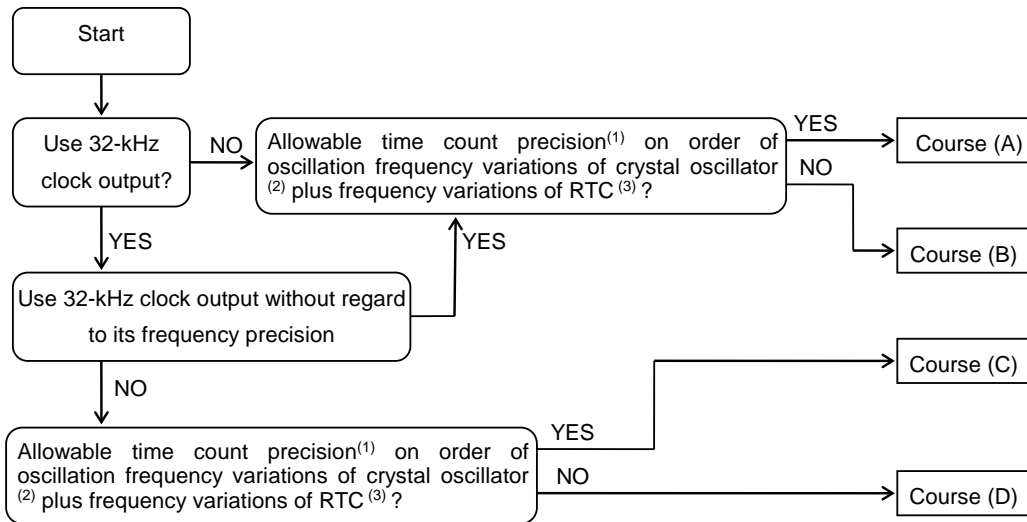 Start
Use 32-kHz
clock output?
NO
Allowable time count precision(1) on order of
oscillation frequency variations of crystal oscillator
(2) plus frequency variations of RTC (3) ?
YES
Course (A)
NO
Course (B)
YES
YES
Use 32-kHz clock output without regard
to its frequency precision
NO
Course (C)
Allowable time count precision(1) on order of
oscillation frequency variations of crystal oscillator
(2) plus frequency variations of RTC (3) ?
YES
NO
Course (D)